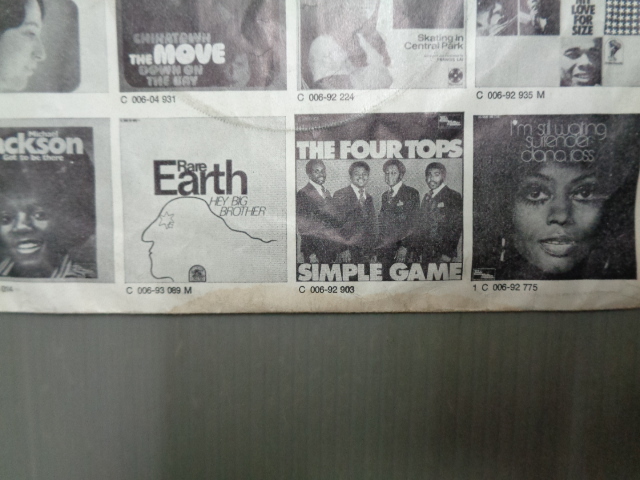 CHINATOWN
THE MOVE
DOWN ON
THE BAY
Skating in
Central Park
MY
LOVE
FOR
SIZE
C 006-04 931
C 006-92 224
C 006-92 935 M
Michael
ackson
Got to be there
Rare
Earth
HEY BIG
BROTHER
THE FOUR TOPS
SIMPLE GAME
i'm still waiting
surrender
diana ross
C 006-93 089 M
C 006-92 903
1 C 006-92 775